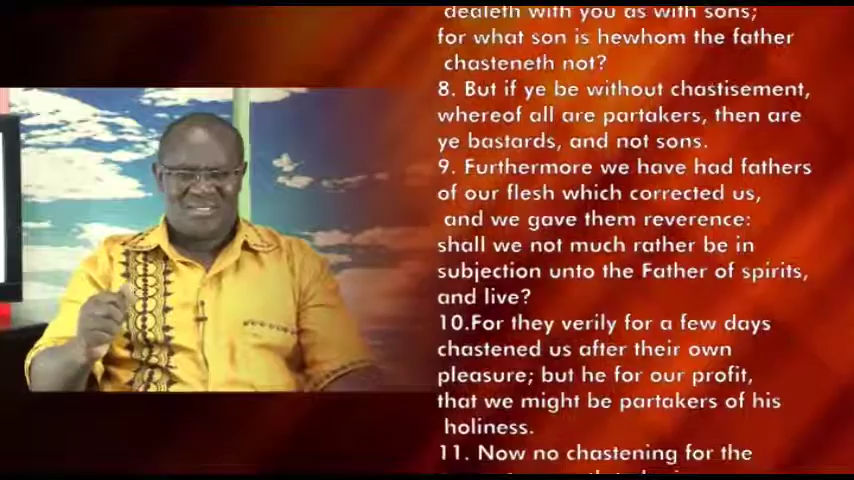 dealeth with you as with sons;
for what son is hewhom the father
chasteneth not?
8. But if ye be without chastisement,
whereof all are partakers, then are
ye bastards, and not sons.
9. Furthermore we have had fathers
of our flesh which corrected us,
and we gave them reverence:
shall we not much rather be in
subjection unto the Father of spirits,
and live?
10.For they verily for a few days
chastened us after their own
pleasure; but he for our profit,
that we might be partakers of his
holiness.
11. Now no chastening for the